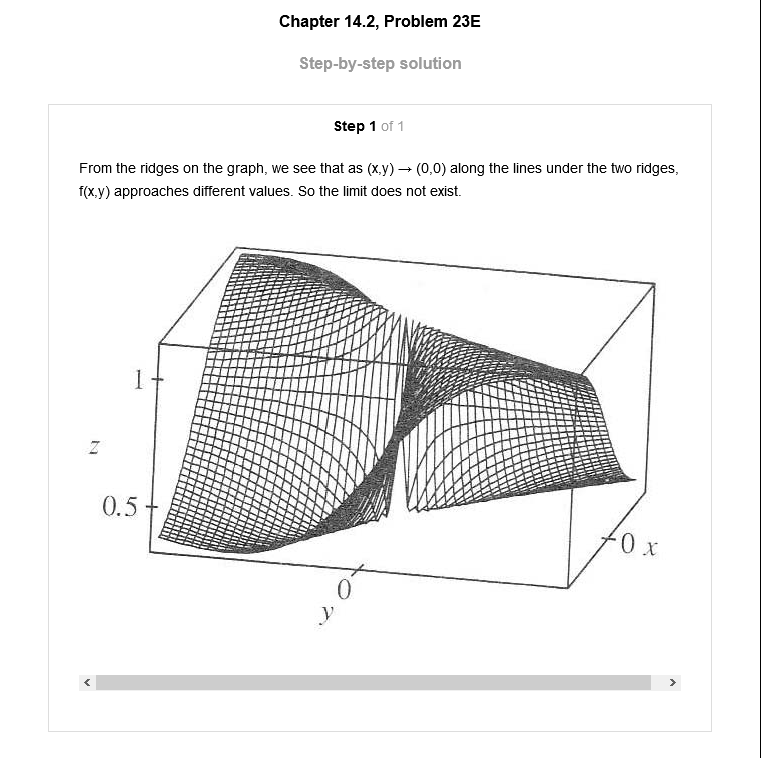 Chapter 14.2, Problem 23E
Step-by-step solution
Step 1 of 1
From the ridges on the graph, we see that as (x,y) → (0,0) along the lines under the two ridges,
f(x,y) approaches different values. So the limit does not exist.
1
z
0.5
0 x
0
y